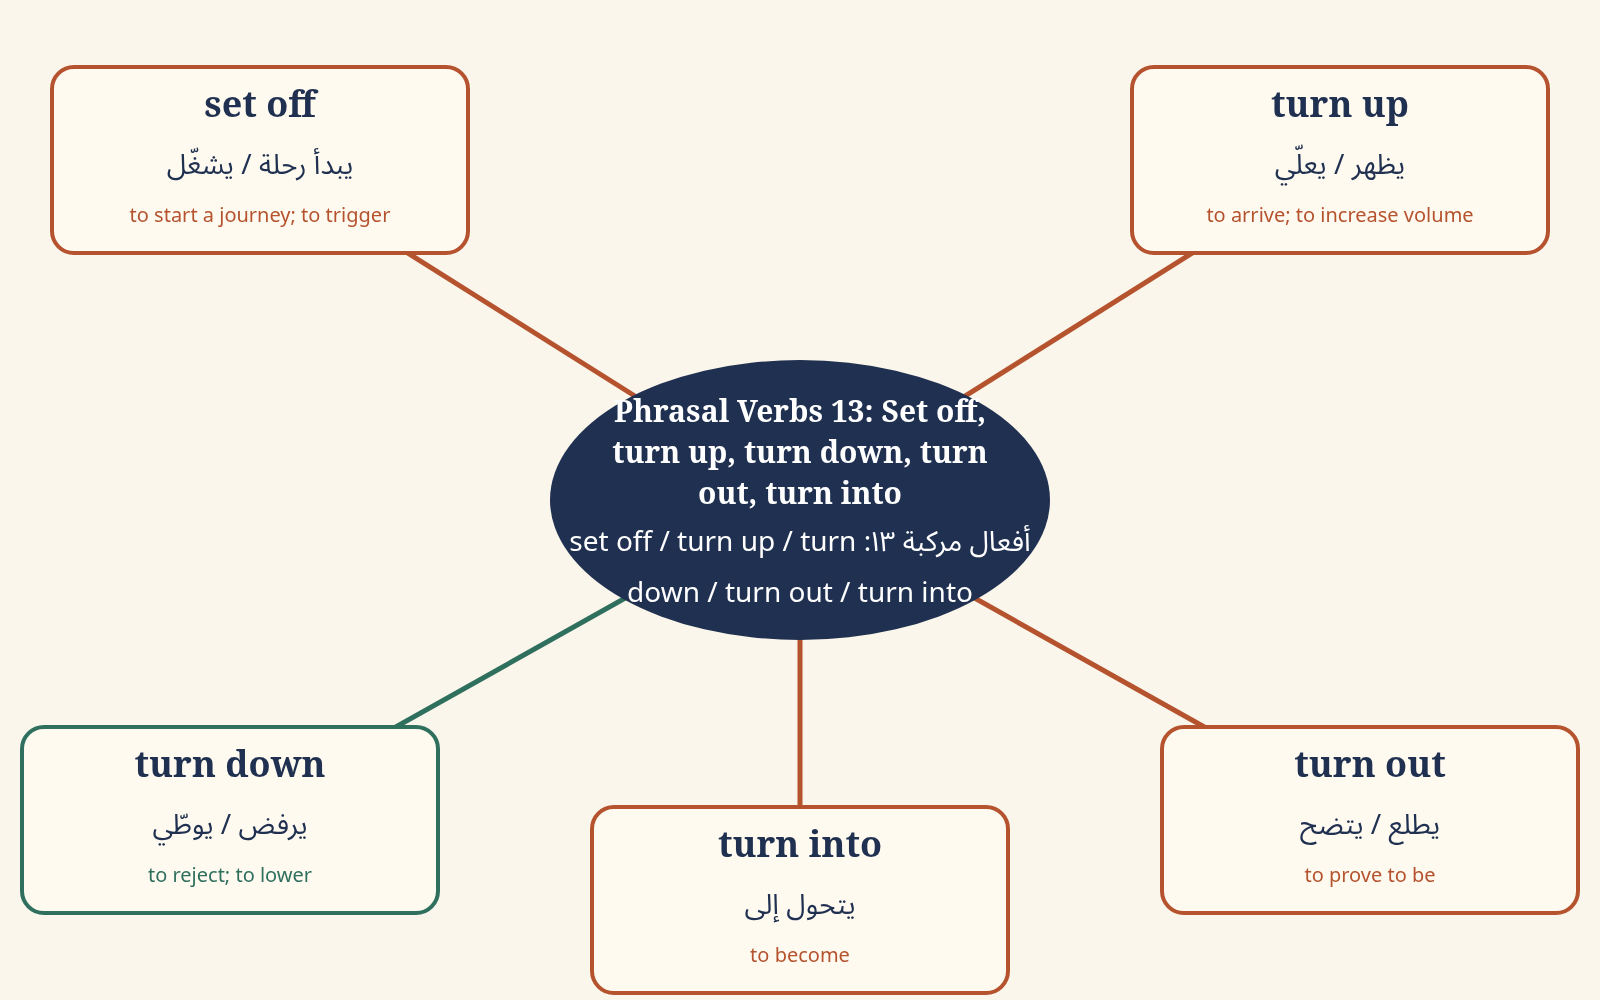 set off
يبدأ رحلة / يشغّل
to start a journey; to trigger
turn up
يظهر / يعلّي
to arrive; to increase volume
Phrasal Verbs 13: Set off,
turn up, turn down, turn
out, turn into
أفعال مركبة ١٣: set off / turn up / turn
down / turn out / turn into
turn down
يرفض / يوطّي
to reject; to lower
turn into
يتحول إلى
to become
turn out
يطلع / يتضح
to prove to be